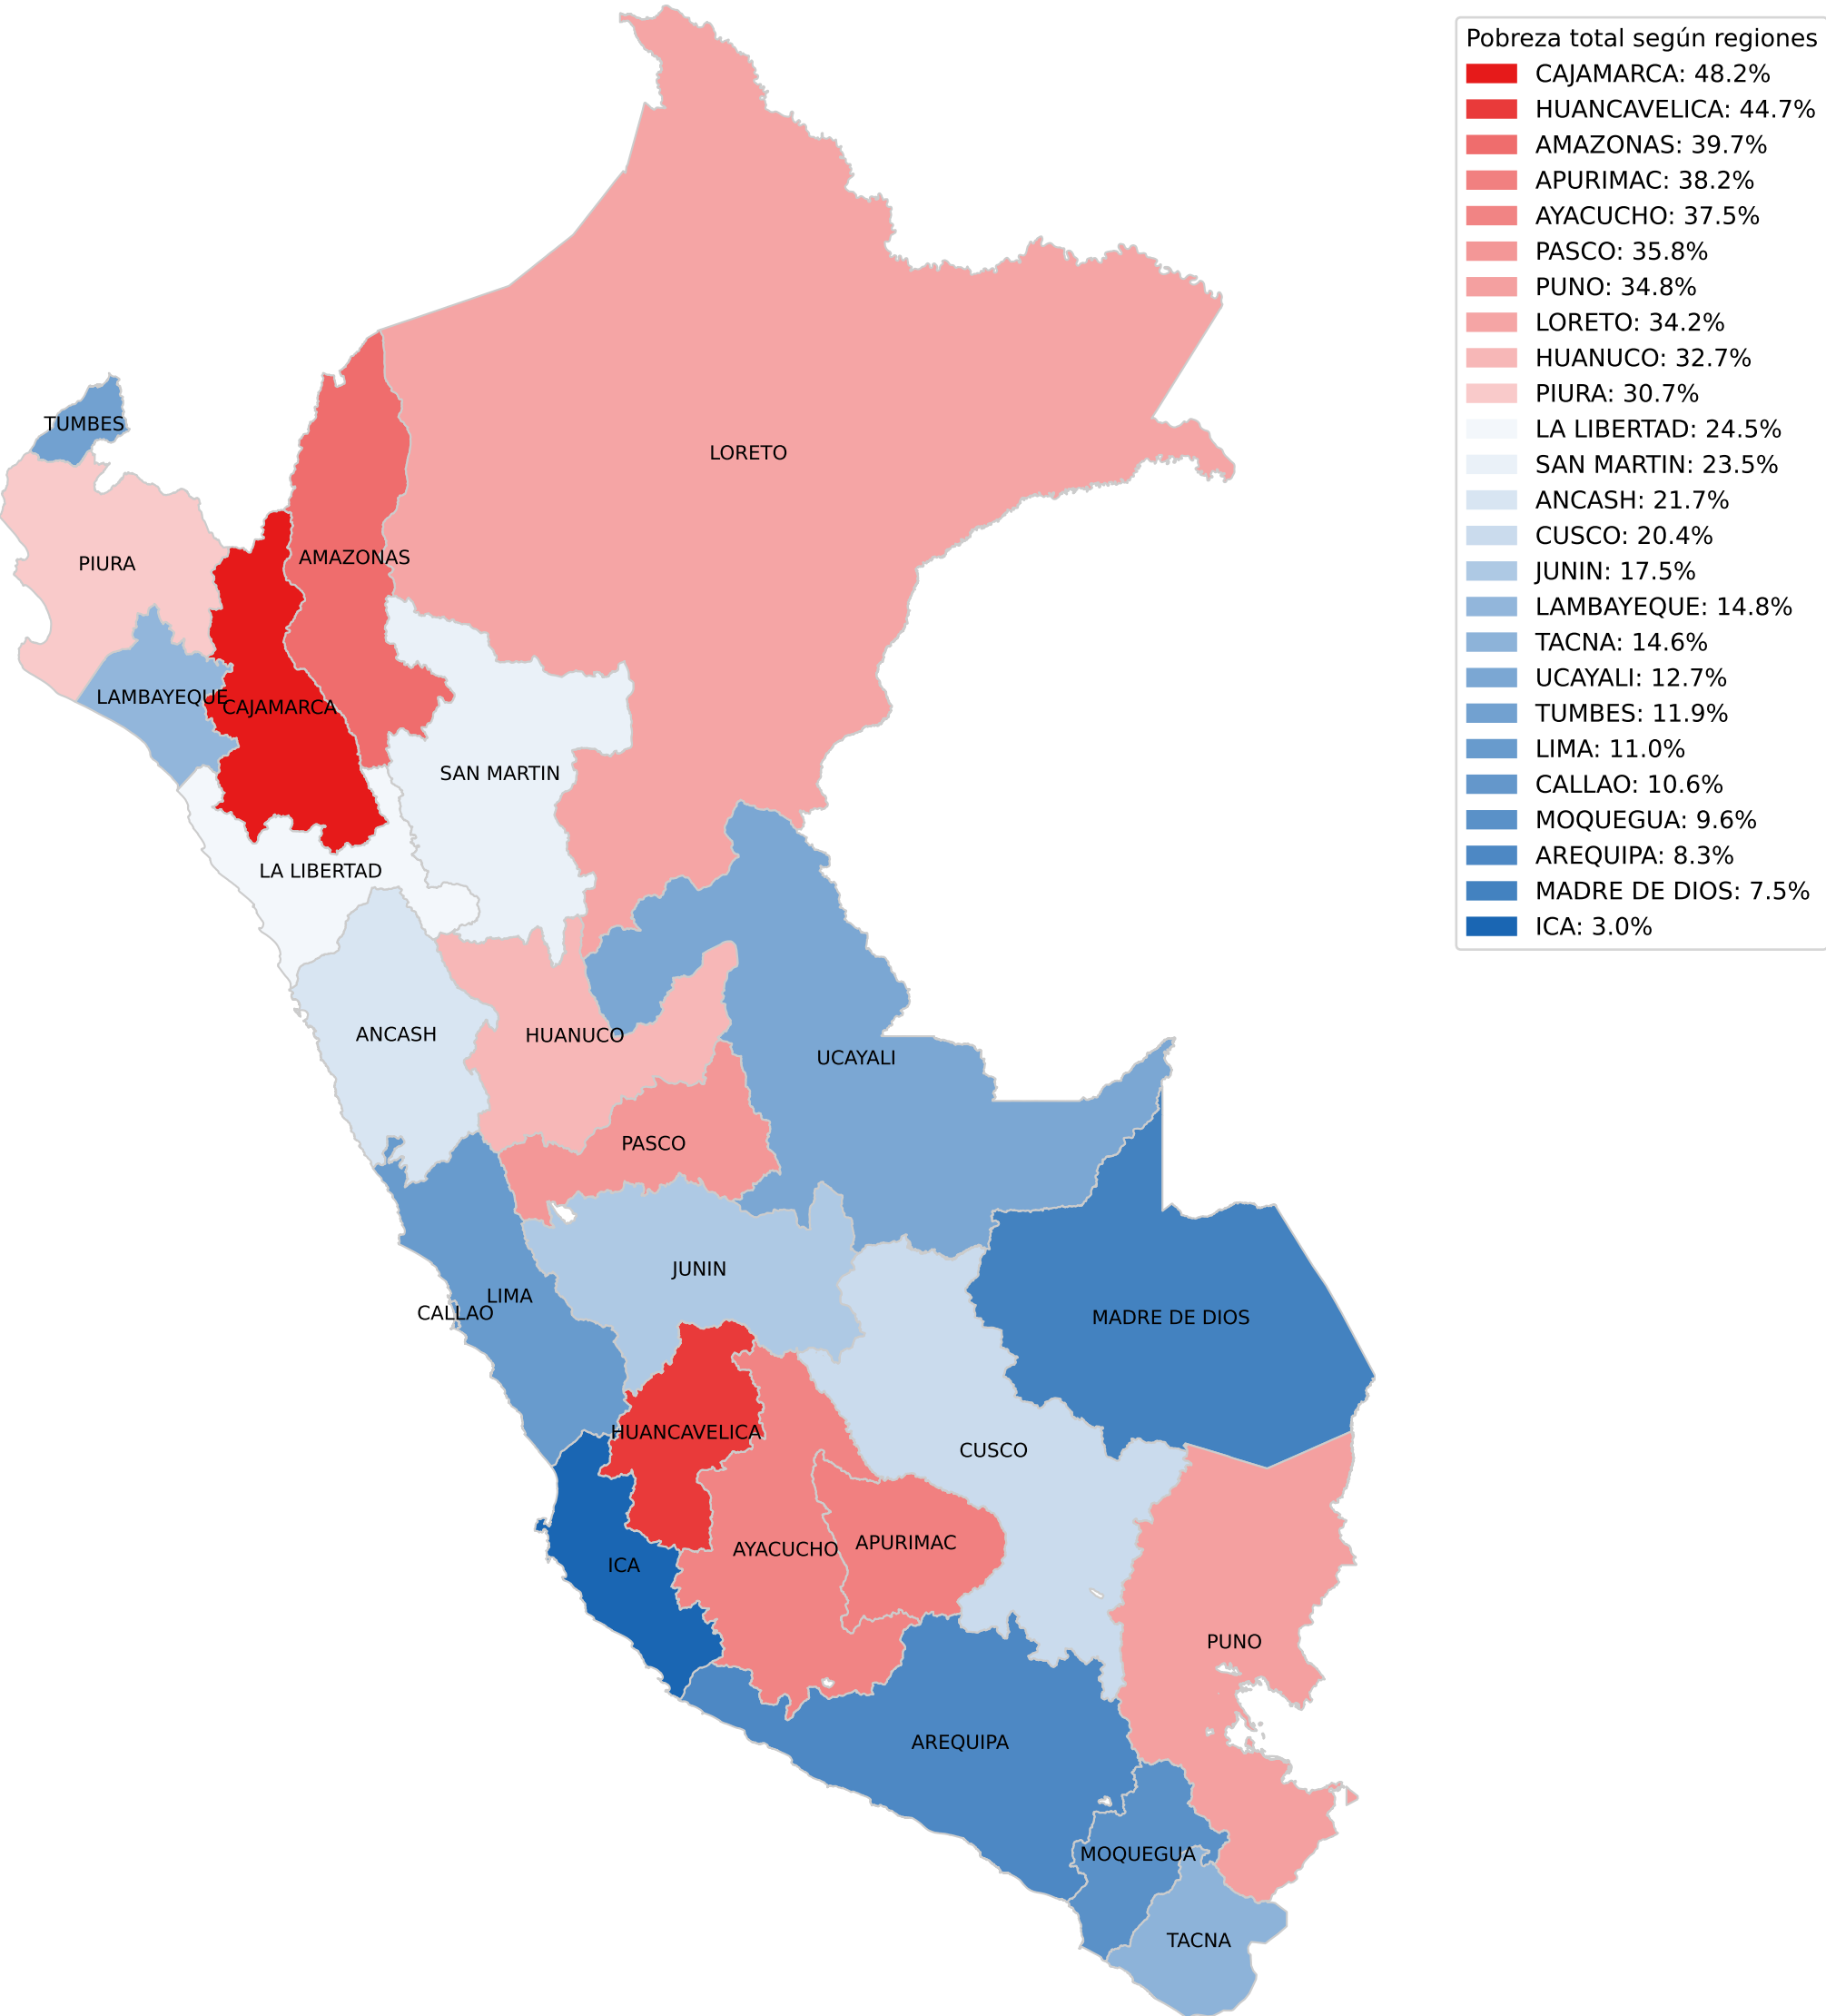 Pobreza total según regiones
CAJAMARCA: 48.2%
HUANCAVELICA: 44.7%
AMAZONAS: 39.7%
APURIMAC: 38.2%
AYACUCHO: 37.5%
PASCO: 35.8%
PUNO: 34.8%
LORETO: 34.2%
HUANUCO: 32.7%
PIURA: 30.7%
LA LIBERTAD: 24.5%
SAN MARTIN: 23.5%
ANCASH: 21.7%
CUSCO: 20.4%
JUNIN: 17.5%
LAMBAYEQUE: 14.8%
TACNA: 14.6%
UCAYALI: 12.7%
TUMBES: 11.9%
LIMA: 11.0%
CALLAO: 10.6%
MOQUEGUA: 9.6%
AREQUIPA: 8.3%
MADRE DE DIOS: 7.5%
ICA: 3.0%
TUMBES
LORETO
AMAZONAS
PIURA
LAMBAYEQUE
CAJAMARCA
SAN MARTIN
LA LIBERTAD
ANCASH
HUANUCO
UCAYALI
PASCO
JUNIN
LIMA
CALLAO
MADRE DE DIOS
HUANCAVELICA
CUSCO
APURIMAC
AYACUCHO
ICA
PUNO
AREQUIPA
MOQUEGUA
TACNA